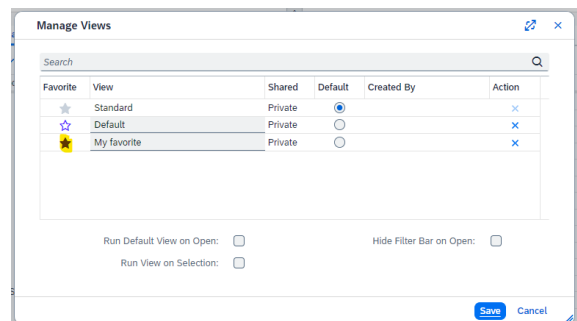 Manage Views
Search
Favorite View Shared Default Created By Action
Standard Private
Default Private
My favorite Private
Run Default View on Open: Hide Filter Bar on Open:
Run View on Selection:
Save Cancel